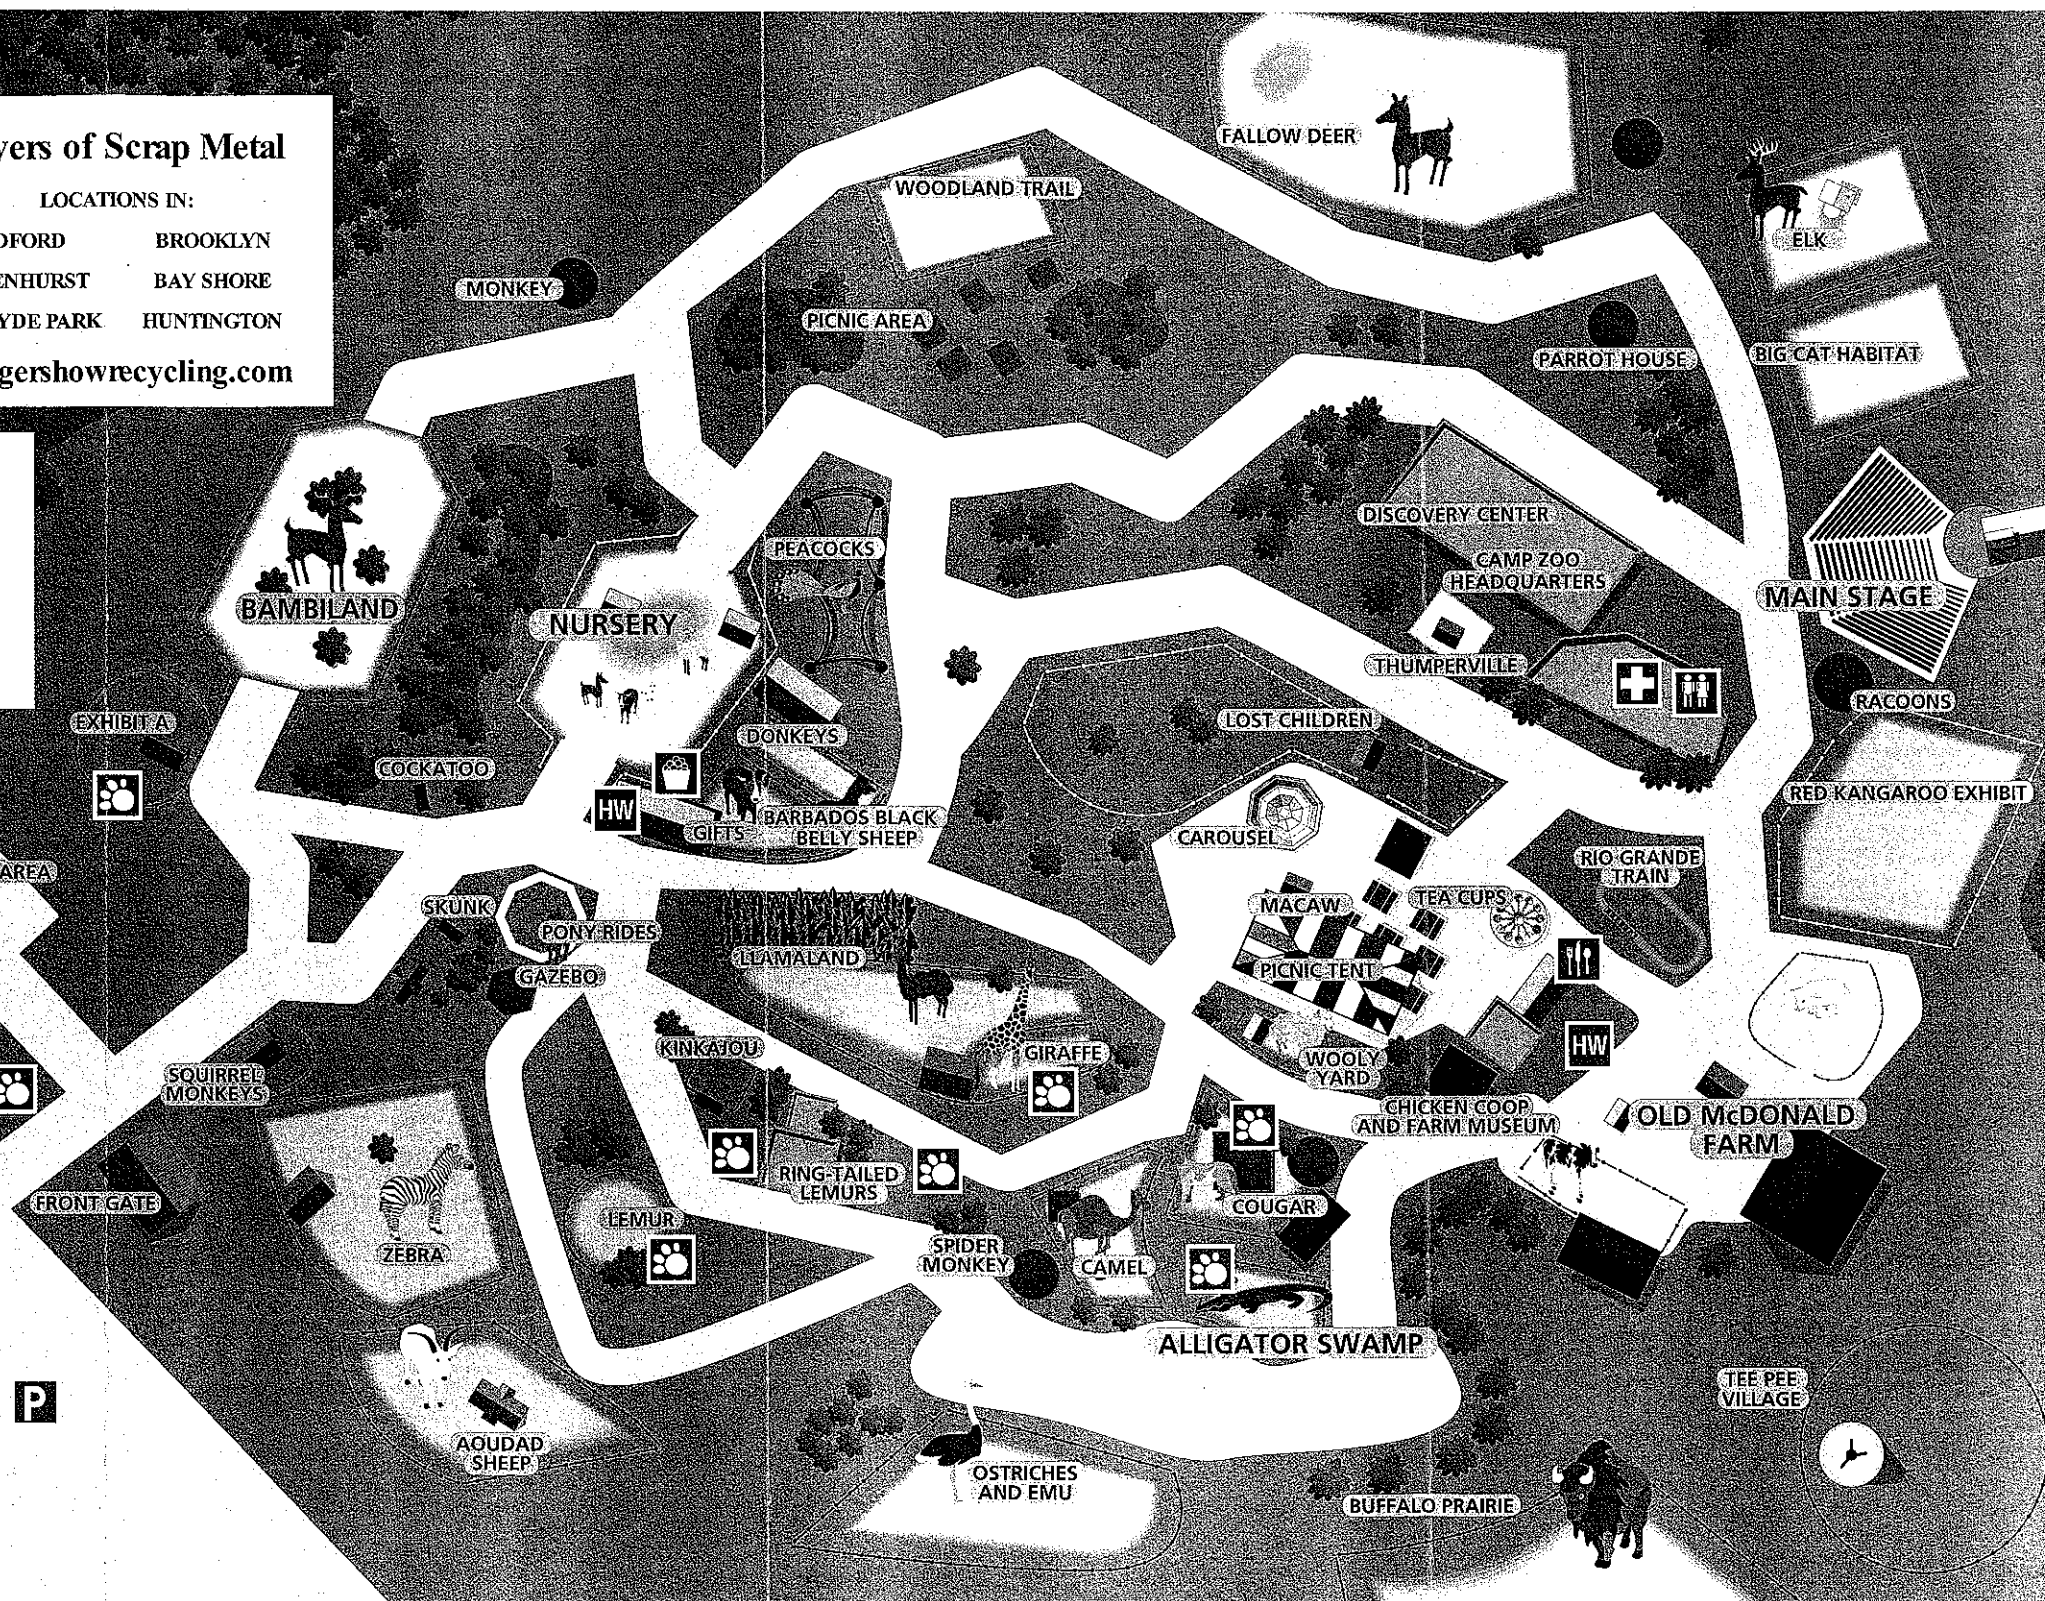 yers of Scrap Metal
LOCATIONS IN:
DFORD BROOKLYN
ENHURST BAY SHORE
YDE PARK HUNTINGTON
gershowrecycling.com
FALLOW DEER
WOODLAND TRAIL
ELK
MONKEY
PICNIC AREA
PARROT HOUSE
BIG CAT HABITAT
DISCOVERY CENTER
PEACOCKS
CAMP ZOO
HEADQUARTERS
BAMBILAND
NURSERY
MAIN STAGE
THUMPERVILLE
RACOONS
EXHIBIT A
LOST CHILDREN
DONKEYS
COCKATOO
RED KANGAROO EXHIBIT
HW
GIFTS
BARBADOS BLACK
BELLY SHEEP
CAROUSEL
RIO GRANDE
TRAIN
AREA
SKUNK
MACAW
TEA CUPS
PONY RIDES
LLAMALAND
GAZEBO
PICNIC TENT
KINKAJOU
GIRAFFE
HW
WOOLY
YARD
SQUIRREL
MONKEYS
CHICKEN COOP
AND FARM MUSEUM
OLD McDONALD
FARM
RING-TAILED
LEMURS
FRONT GATE
COUGAR
LEMUR
ZEBRA
SPIDER
MONKEY
CAMEL
ALLIGATOR SWAMP
P
TEE PEE
VILLAGE
AOUDAD
SHEEP
OSTRICHES
AND EMU
BUFFALO PRAIRIE